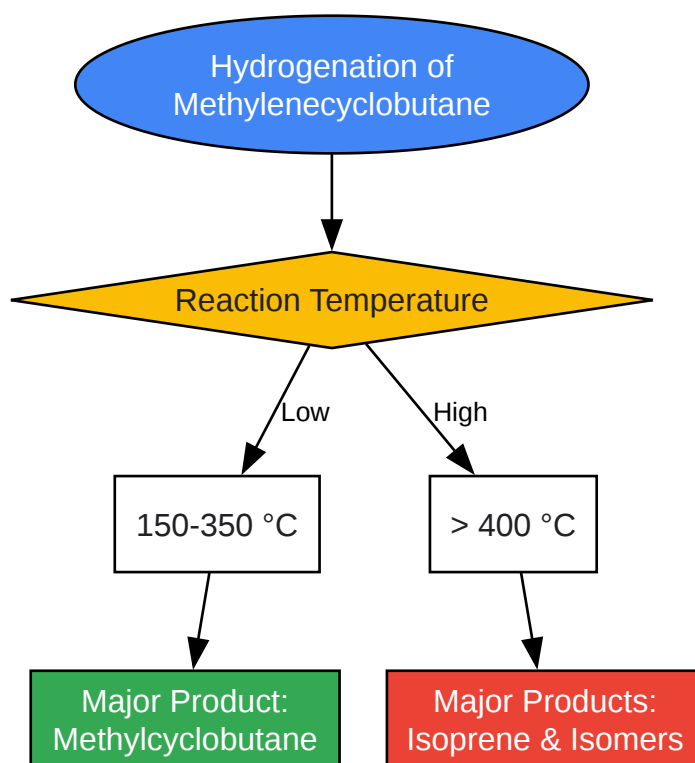 Hydrogenation of
Methylenecyclobutane
Reaction Temperature
Low
High
150-350 °C
> 400 °C
Major Product:
Methylcyclobutane
Major Products:
Isoprene & Isomers